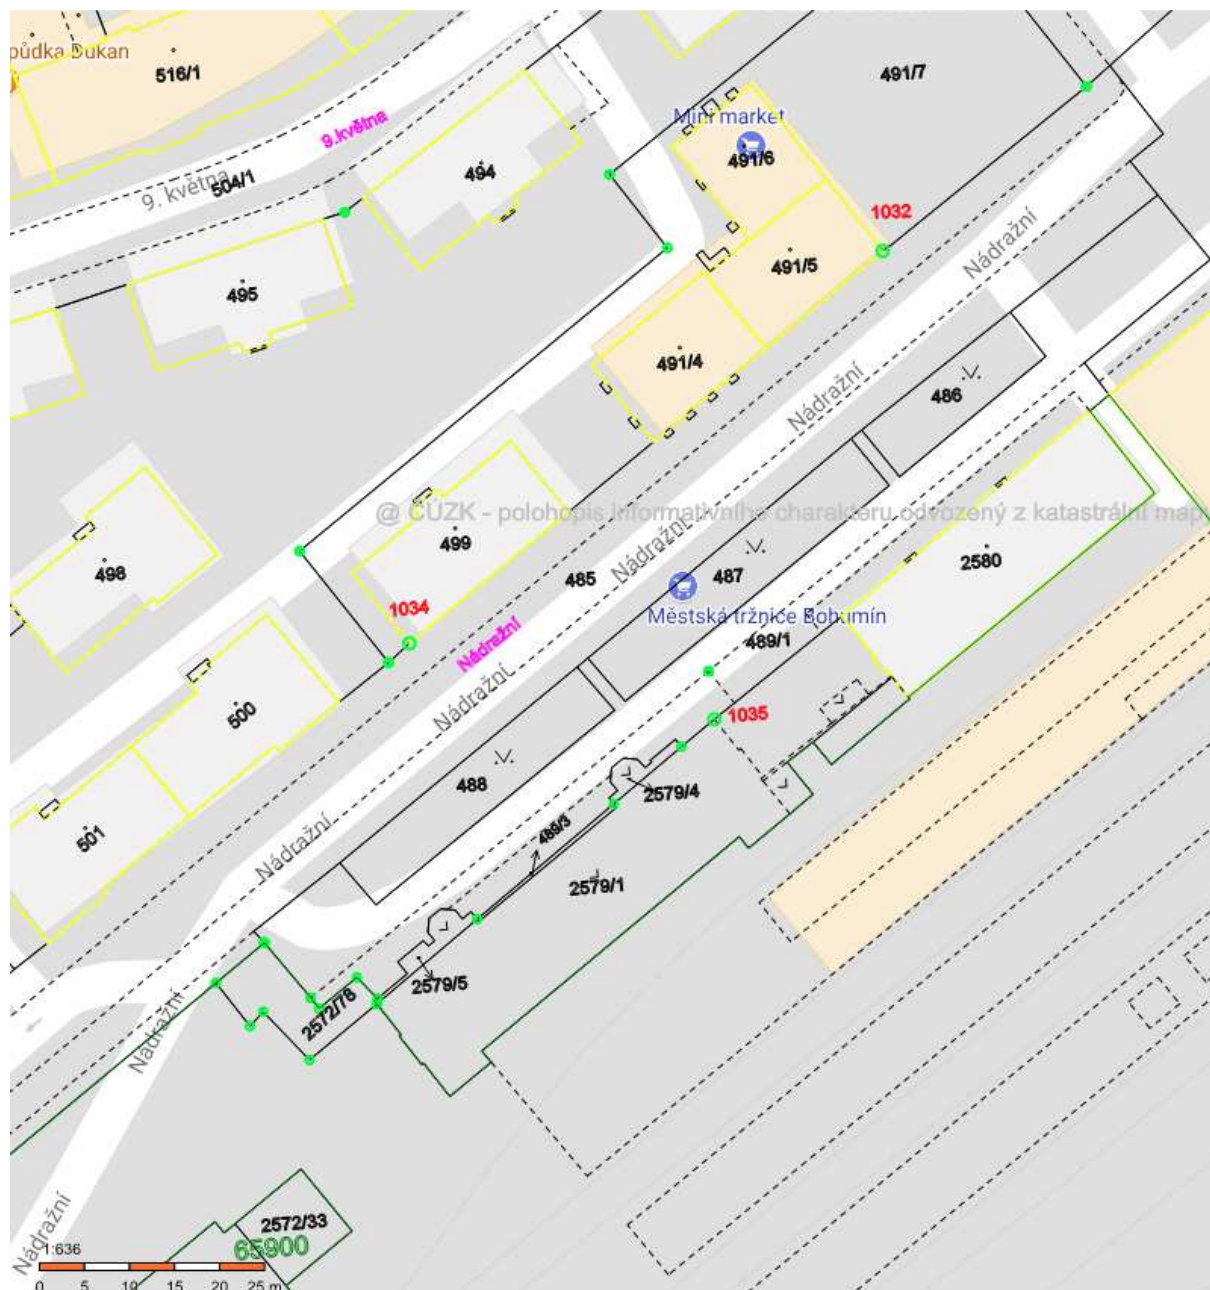 půdka Dukan
516/1
491/7
9.května
Mini market
491/6
494
9. května
504/1
1032
Nádražní
491/5
495
491/4
Nádražní
486
@ ČÚZK - polohopis informativního charakteru odvozený z katastrální mapy
499
Nádražní
498
485
487
2580
1034
Městská tržnice Bohumín
Nádražní
489/1
Nádražní
500
1035
488
2579/4
501
Nádražní
489/3
2579/1
2579/5
2572/78
Nádražní
2572/33
Nádražní
65900
1:636
0 5 10 15 20 25 m